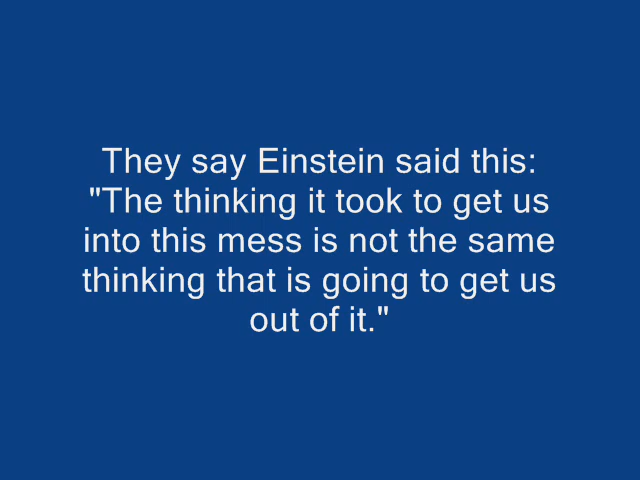 They say Einstein said this:
"The thinking it took to get us
into this mess is not the same
thinking that is going to get us
out of it."